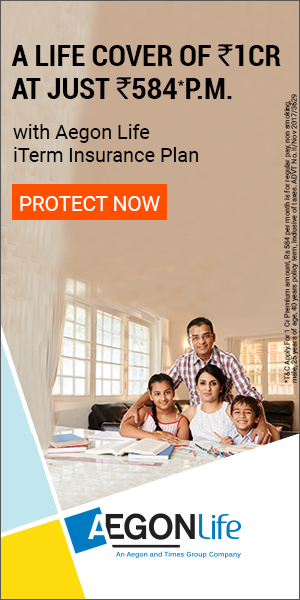 A LIFE COVER OF ₹1CR
AT JUST ₹584*P.M.
with Aegon Life
iTerm Insurance Plan
PROTECT NOW
*T&C Apply. For 1 Cr Premium amount, Rs 584 per month is for regular pay, non smoking,
male, 25 years of age, 40 years policy term, inclusive of taxes. ADVT No. II/Nov 2017/3629
AEGONLife
An Aegon and Times Group Company